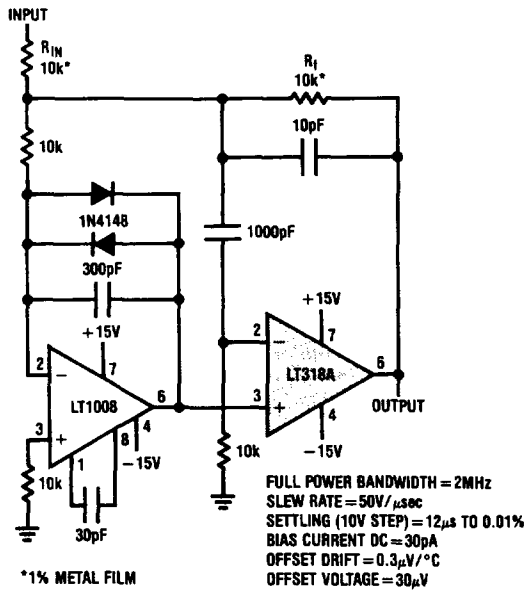 INPUT
RIN
10k*
Rf
10k*
10pF
10k
1N4148
1000pF
300pF
+15V
+15V
2
7
2
7
−
−
LT1008
6
LT318A
6
3
+
3
+
8
4
4
OUTPUT
1
−15V
−15V
10k
10k
30pF
*1% METAL FILM
FULL POWER BANDWIDTH = 2MHz
SLEW RATE = 50V/µsec
SETTLING (10V STEP) = 12µs TO 0.01%
BIAS CURRENT DC = 30pA
OFFSET DRIFT = 0.3µV/°C
OFFSET VOLTAGE = 30µV